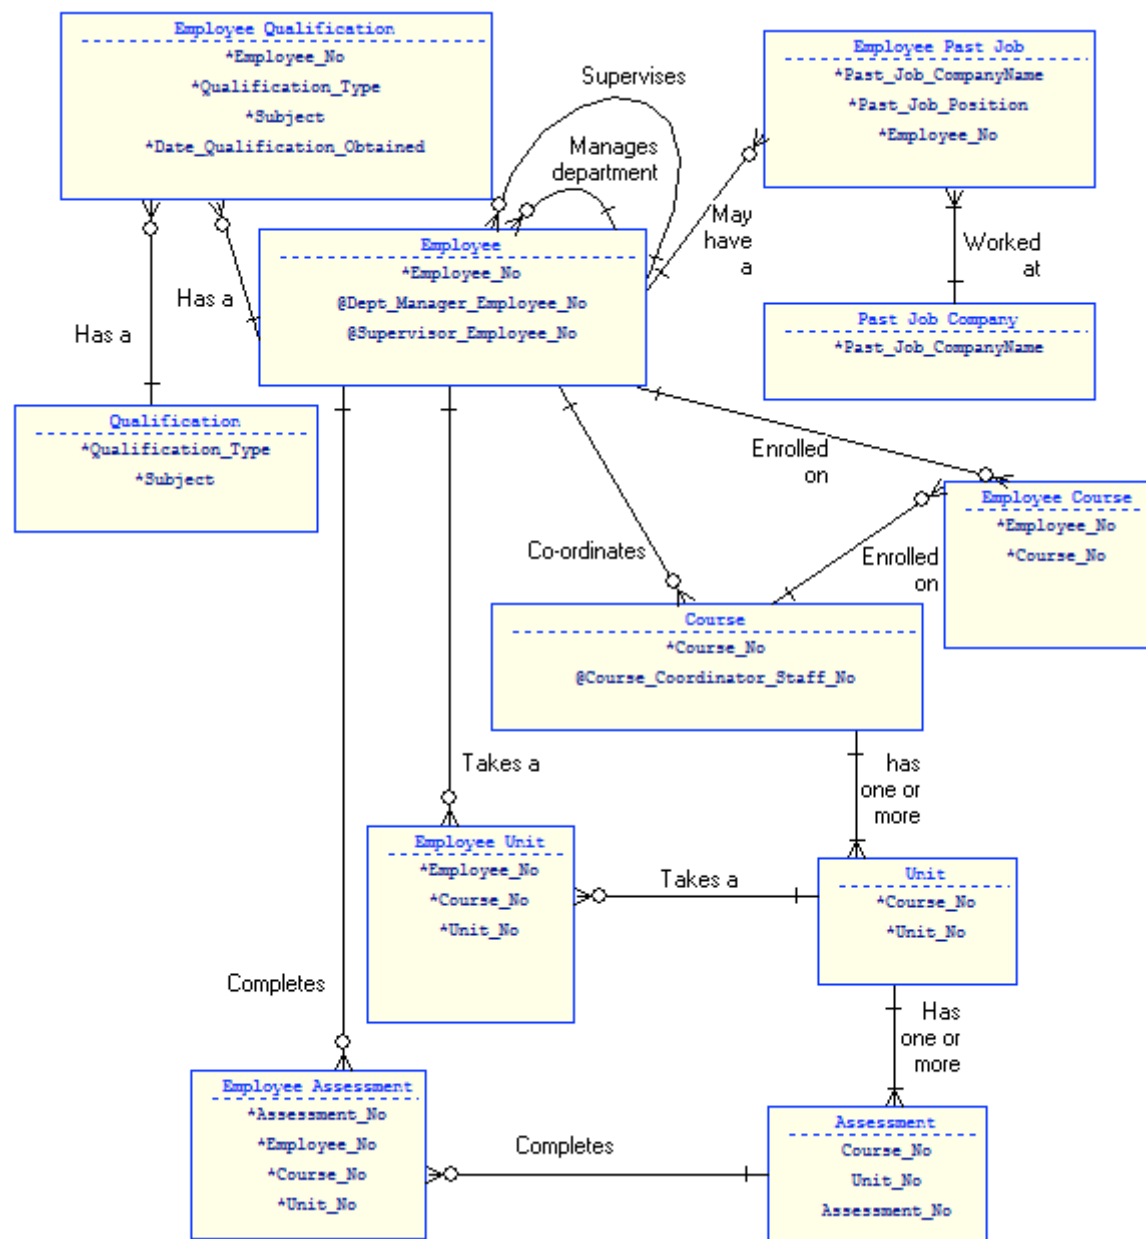 Employee Qualification
*Employee_No
*Qualification_Type
*Subject
*Date_Qualification_Obtained
Supervises
Manages
department
Employee Past Job
*Past_Job_CompanyName
*Past_Job_Position
*Employee_No
May
have
a
Worked
at
Past Job Company
*Past_Job_CompanyName
Employee
*Employee_No
@Dept_Manager_Employee_No
@Supervisor_Employee_No
Has a
Has a
Qualification
*Qualification_Type
*Subject
Enrolled
on
Employee Course
*Employee_No
*Course_No
Co-ordinates
Enrolled
on
Course
*Course_No
@Course_Coordinator_Staff_No
Takes a
has
one or
more
Employee Unit
*Employee_No
*Course_No
*Unit_No
Takes a
Unit
*Course_No
*Unit_No
Completes
Has
one or
more
Employee Assessment
*Assessment_No
*Employee_No
*Course_No
*Unit_No
Completes
Assessment
Course_No
Unit_No
Assessment_No